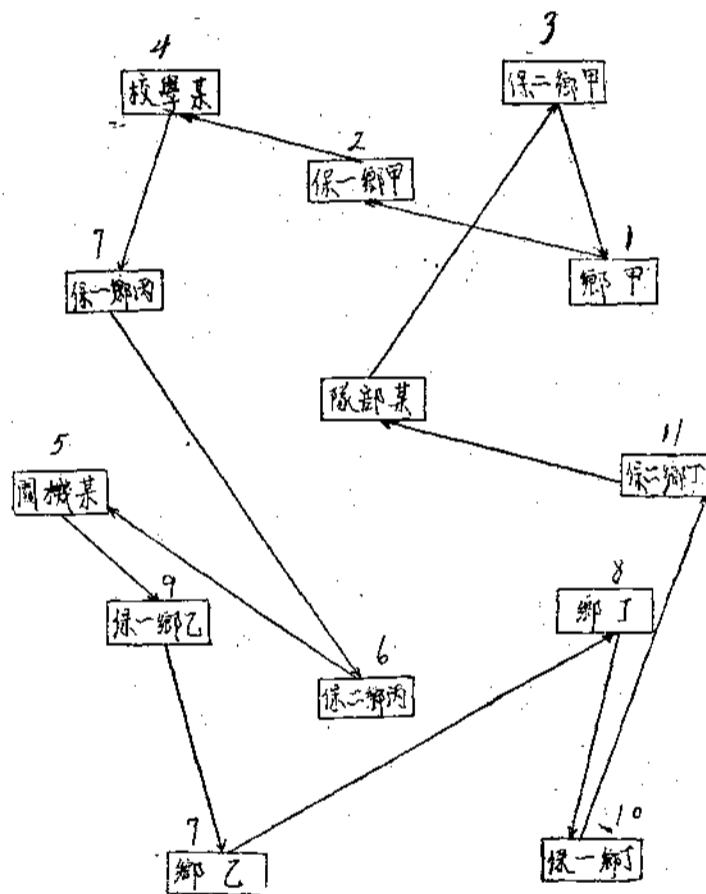 3
4
保二鄉甲
校學某
2
保一鄉甲
7
1
保一鄉丙
鄉甲
隊部某
5
11
保二鄉丁
關機某
9
8
保一鄉乙
鄉丁
6
保二鄉丙
7
10
鄉乙
保一鄉丁